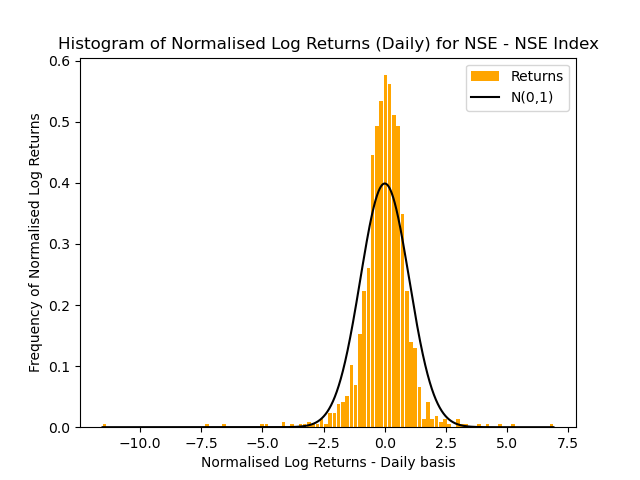 Histogram of Normalised Log Returns (Daily) for NSE - NSE Index
Returns
N(0,1)
Frequency of Normalised Log Returns
0.6
0.5
0.4
0.3
0.2
0.1
0.0
−10.0 −7.5 −5.0 −2.5 0.0 2.5 5.0 7.5
Normalised Log Returns - Daily basis